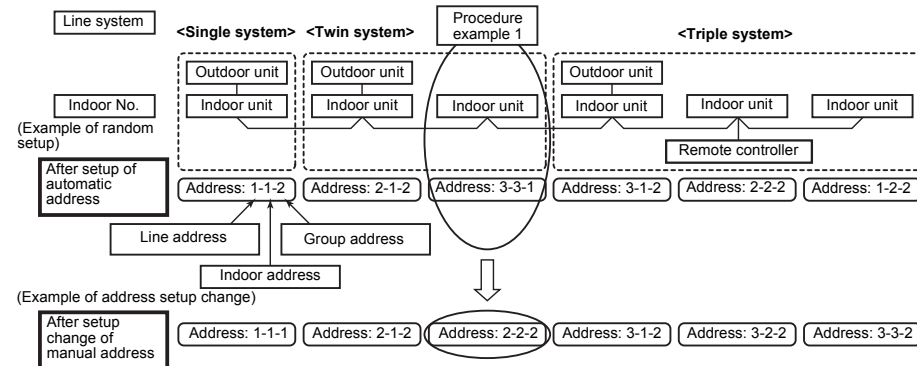 Line system
<Single system>
<Twin system>
Procedure
example 1
<Triple system>
Outdoor unit
Outdoor unit
Outdoor unit
Indoor No.
Indoor unit
Indoor unit
Indoor unit
Indoor unit
Indoor unit
Indoor unit
(Example of random
setup)
Remote controller
After setup of
automatic
address
Address: 1-1-2
Address: 2-1-2
Address: 3-3-1
Address: 3-1-2
Address: 2-2-2
Address: 1-2-2
Line address
Group address
Indoor address
(Example of address setup change)
After setup
change of
manual address
Address: 1-1-1
Address: 2-1-2
Address: 2-2-2
Address: 3-1-2
Address: 3-2-2
Address: 3-3-2